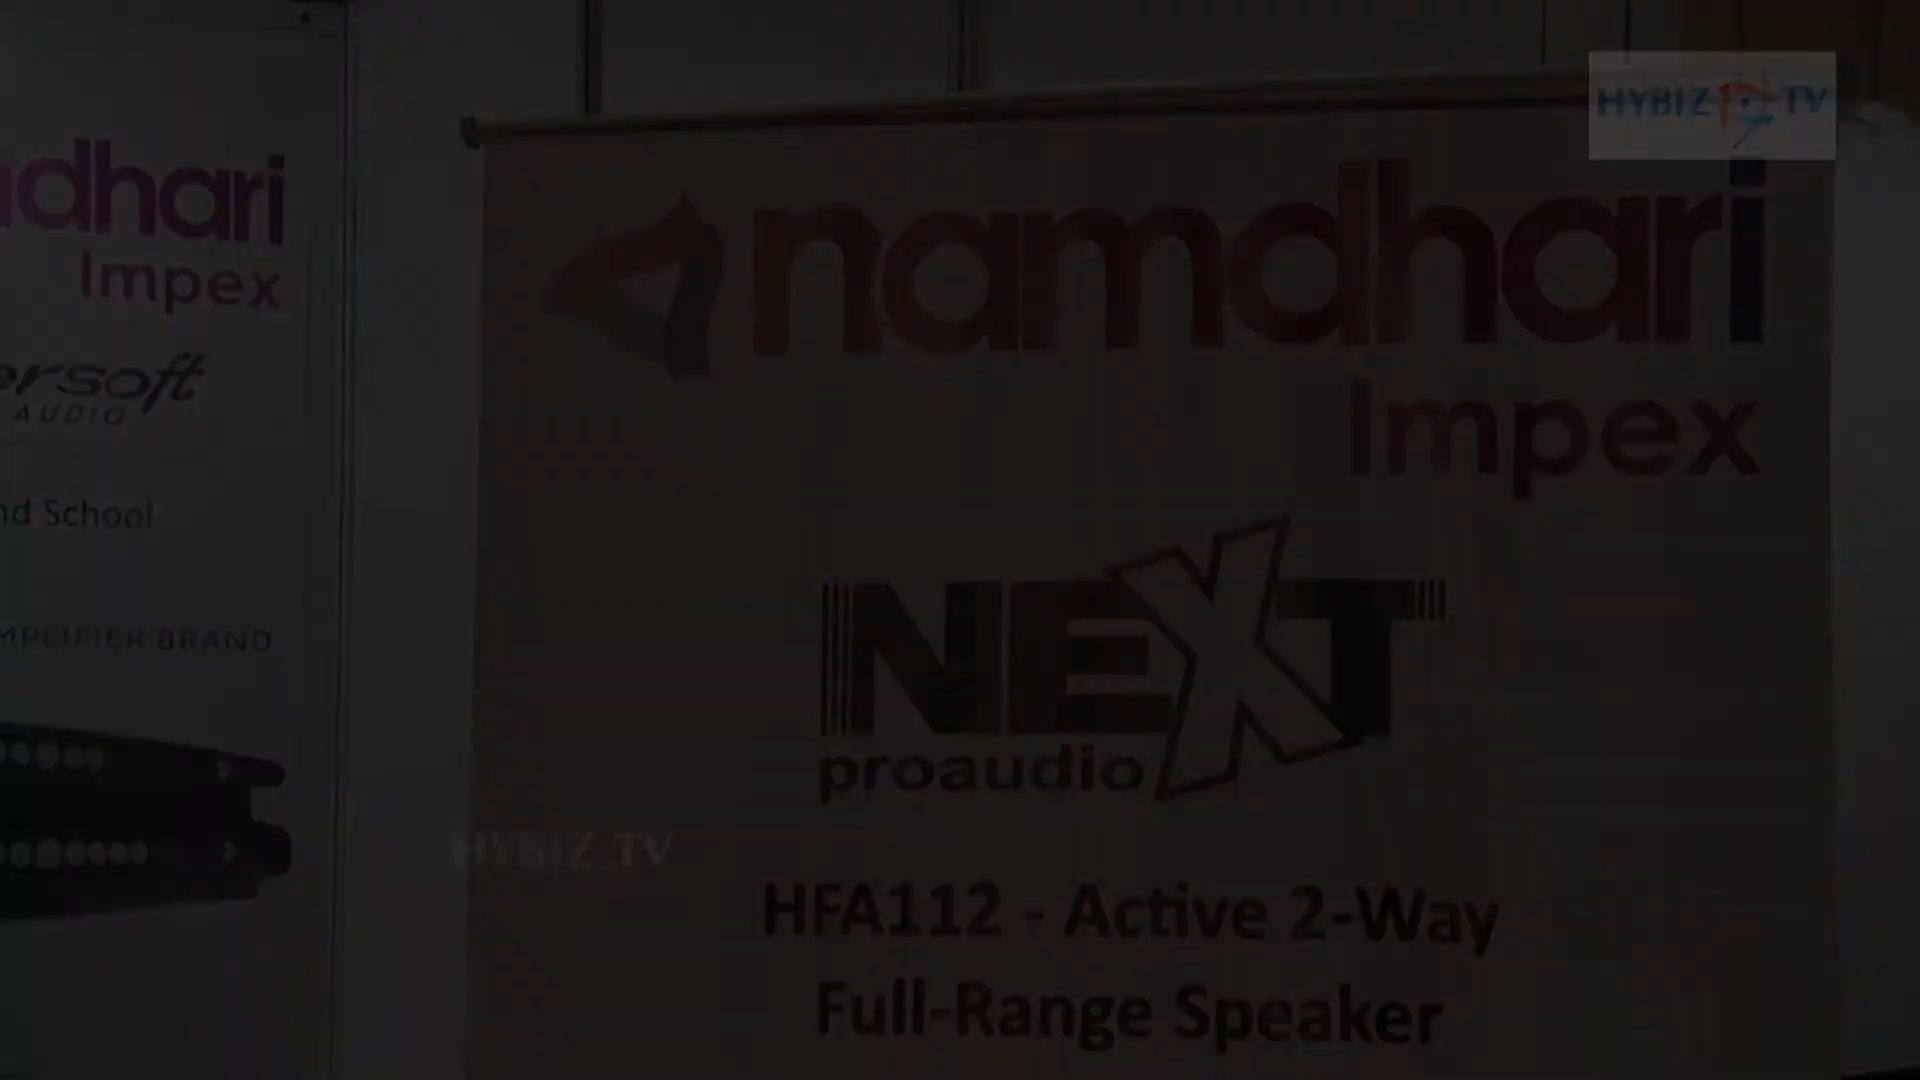 HYBIZ TV
adhari
Impex
ersoft
AUDIO
nd School
MPLIFIER BRAND
namdhari
Impex
NEXT
proaudio
HYBIZ TV
HFA112 - Active 2-Way
Full-Range Speaker